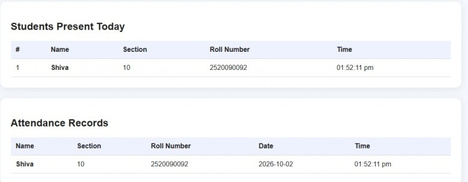 Students Present Today
# Name Section Roll Number Time
1 Shiva 10 2520090092 01:52:11 pm
Attendance Records
Name Section Roll Number Date Time
Shiva 10 2520090092 2026-10-02 01:52:11 pm